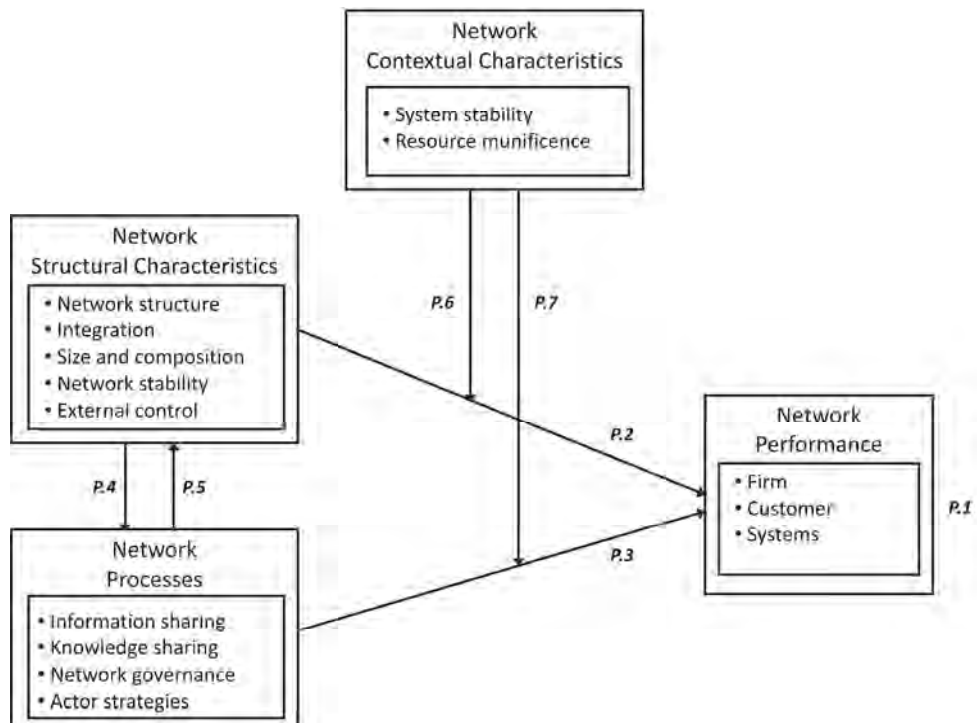 Network
Contextual Characteristics
• System stability
• Resource munificence
Network
Structural Characteristics
• Network structure
• Integration
• Size and composition
• Network stability
• External control
P.6
P.7
P.2
Network
Performance
• Firm
• Customer
• Systems
P.1
P.4
P.5
P.3
Network
Processes
• Information sharing
• Knowledge sharing
• Network governance
• Actor strategies